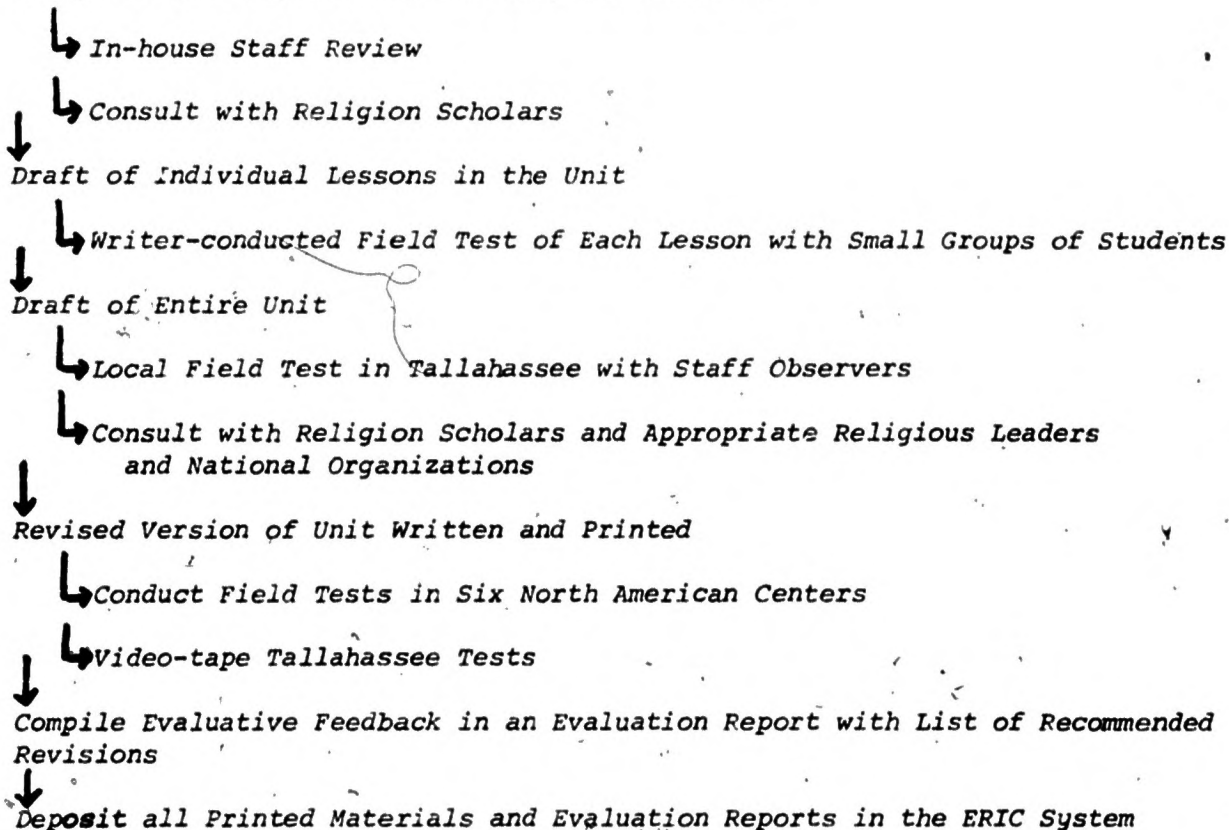 In-house Staff Review
Consult with Religion Scholars
Draft of Individual Lessons in the Unit
Writer-conducted Field Test of Each Lesson with Small Groups of Students
Draft of Entire Unit
Local Field Test in Tallahassee with Staff Observers
Consult with Religion Scholars and Appropriate Religious Leaders
and National Organizations
Revised Version of Unit Written and Printed
Conduct Field Tests in Six North American Centers
Video-tape Tallahassee Tests
Compile Evaluative Feedback in an Evaluation Report with List of Recommended
Revisions
Deposit all Printed Materials and Evaluation Reports in the ERIC System